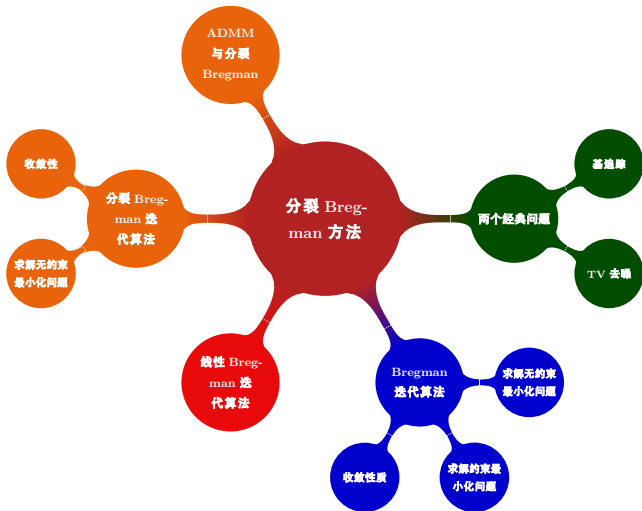 ADMM
与分裂
Bregman
收敛性
分裂 Breg-
man 迭
代算法
求解无约束
最小化问题
分裂 Breg-
man 方法
基追踪
两个经典问题
TV 去噪
线性 Breg-
man 迭
代算法
Bregman
迭代算法
求解无约束
最小化问题
收敛性质
求解约束最
小化问题